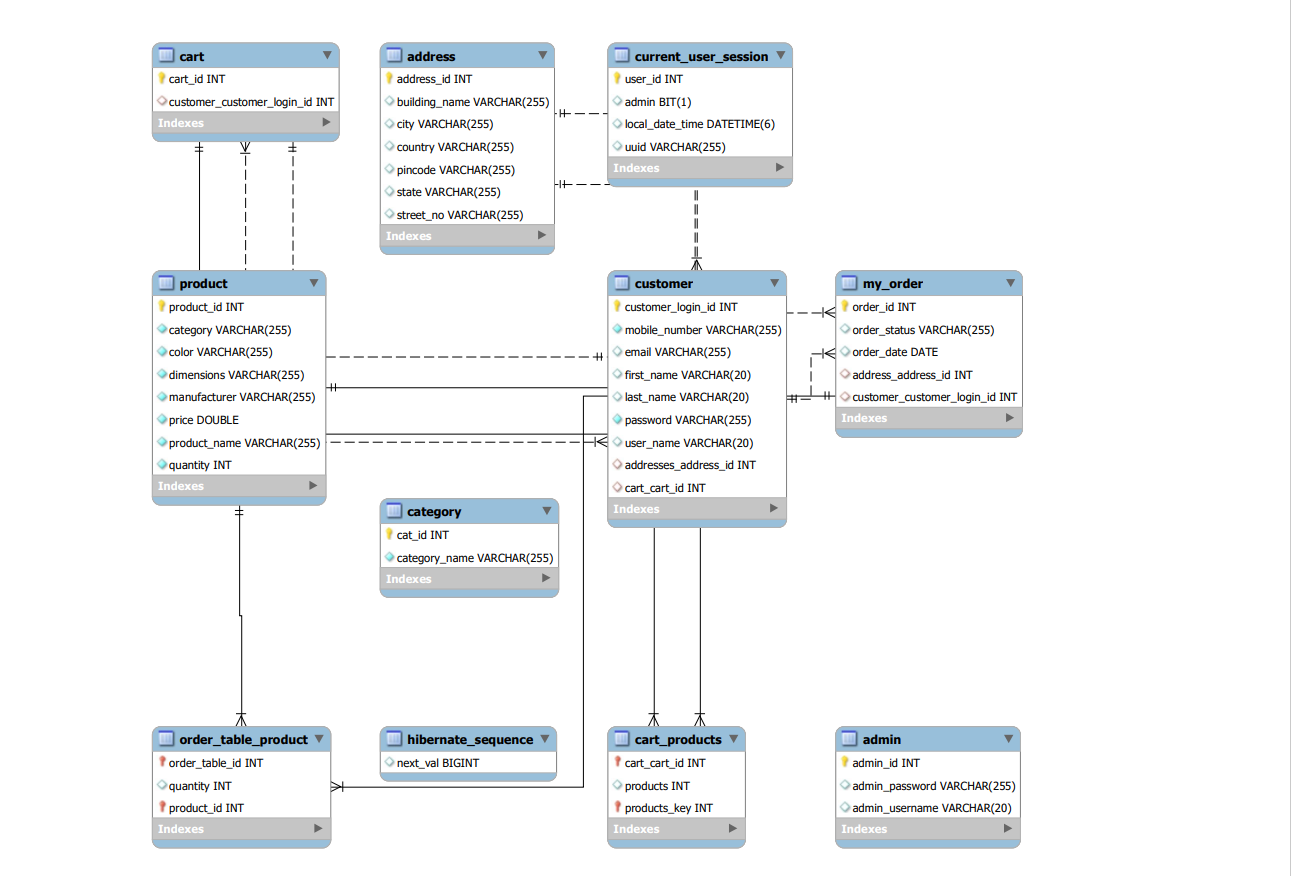 cart
cart_id INT
customer_customer_login_id INT
Indexes
address
address_id INT
building_name VARCHAR(255)
city VARCHAR(255)
country VARCHAR(255)
pincode VARCHAR(255)
state VARCHAR(255)
street_no VARCHAR(255)
Indexes
current_user_session
user_id INT
admin BIT(1)
local_date_time DATETIME(6)
uuid VARCHAR(255)
Indexes
product
product_id INT
category VARCHAR(255)
color VARCHAR(255)
dimensions VARCHAR(255)
manufacturer VARCHAR(255)
price DOUBLE
product_name VARCHAR(255)
quantity INT
Indexes
customer
customer_login_id INT
mobile_number VARCHAR(255)
email VARCHAR(255)
first_name VARCHAR(20)
last_name VARCHAR(20)
password VARCHAR(255)
user_name VARCHAR(20)
addresses_address_id INT
cart_cart_id INT
Indexes
my_order
order_id INT
order_status VARCHAR(255)
order_date DATE
address_address_id INT
customer_customer_login_id INT
Indexes
category
cat_id INT
category_name VARCHAR(255)
Indexes
order_table_product
order_table_id INT
quantity INT
product_id INT
Indexes
hibernate_sequence
next_val BIGINT
cart_products
cart_cart_id INT
products INT
products_key INT
Indexes
admin
admin_id INT
admin_password VARCHAR(255)
admin_username VARCHAR(20)
Indexes